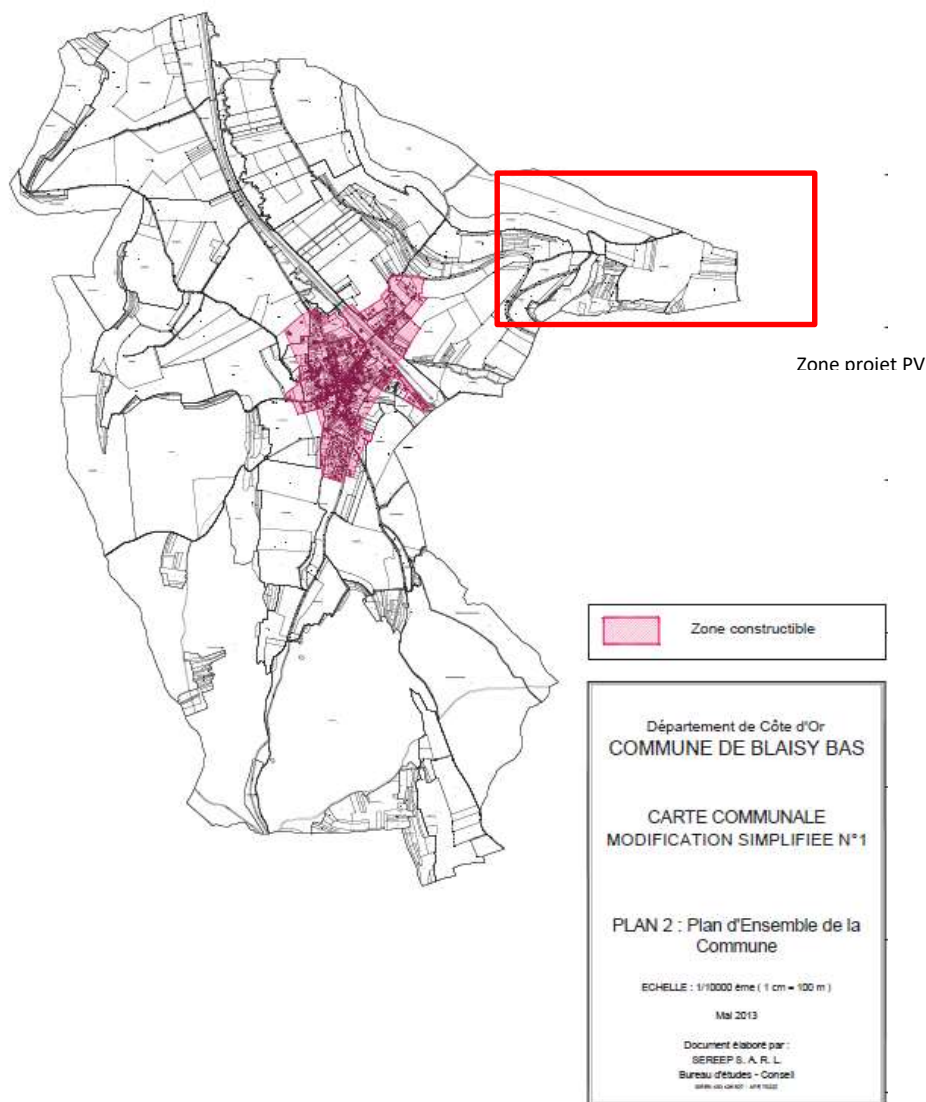 Zone projet PV
Zone constructible
Département de Côte d'Or
COMMUNE DE BLAISY BAS
CARTE COMMUNALE
MODIFICATION SIMPLIFIEE N°1
PLAN 2 : Plan d'Ensemble de la
Commune
ECHELLE : 1/10000 ème ( 1 cm = 100 m )
Mai 2013
Document élaboré par :
SEREEP S. A. R. L.
Bureau d'études - Conseil